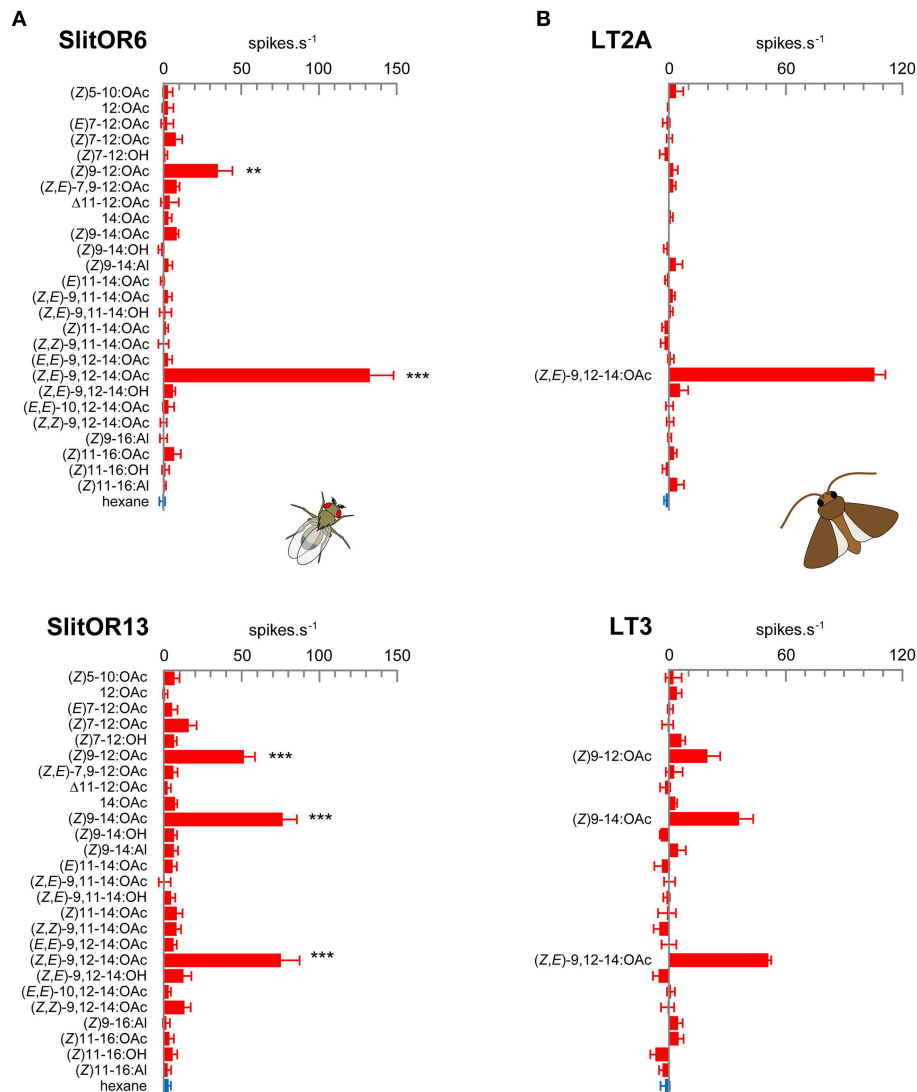 A
B
SlitOR6
spikes.s-1
LT2A
spikes.s-1
0 50 100 150
0 60 120
(Z)5-10:OAc
12:OAc
(E)7-12:OAc
(Z)7-12:OAc
(Z)7-12:OH
(Z)9-12:OAc **
(Z,E)-7,9-12:OAc
Δ11-12:OAc
14:OAc
(Z)9-14:OAc
(Z)9-14:OH
(Z)9-14:Al
(E)11-14:OAc
(Z,E)-9,11-14:OAc
(Z,E)-9,11-14:OH
(Z)11-14:OAc
(Z,Z)-9,11-14:OAc
(E,E)-9,12-14:OAc
(Z,E)-9,12-14:OAc *** (Z,E)-9,12-14:OAc
(Z,E)-9,12-14:OH
(E,E)-10,12-14:OAc
(Z,Z)-9,12-14:OAc
(Z)9-16:Al
(Z)11-16:OAc
(Z)11-16:OH
(Z)11-16:Al
hexane
SlitOR13
spikes.s-1
LT3
spikes.s-1
0 50 100 150
0 60 120
(Z)5-10:OAc
12:OAc
(E)7-12:OAc
(Z)7-12:OAc
(Z)7-12:OH
(Z)9-12:OAc *** (Z)9-12:OAc
(Z,E)-7,9-12:OAc
Δ11-12:OAc
14:OAc
(Z)9-14:OAc *** (Z)9-14:OAc
(Z)9-14:OH
(Z)9-14:Al
(E)11-14:OAc
(Z,E)-9,11-14:OAc
(Z,E)-9,11-14:OH
(Z)11-14:OAc
(Z,Z)-9,11-14:OAc
(E,E)-9,12-14:OAc
(Z,E)-9,12-14:OAc *** (Z,E)-9,12-14:OAc
(Z,E)-9,12-14:OH
(E,E)-10,12-14:OAc
(Z,Z)-9,12-14:OAc
(Z)9-16:Al
(Z)11-16:OAc
(Z)11-16:OH
(Z)11-16:Al
hexane